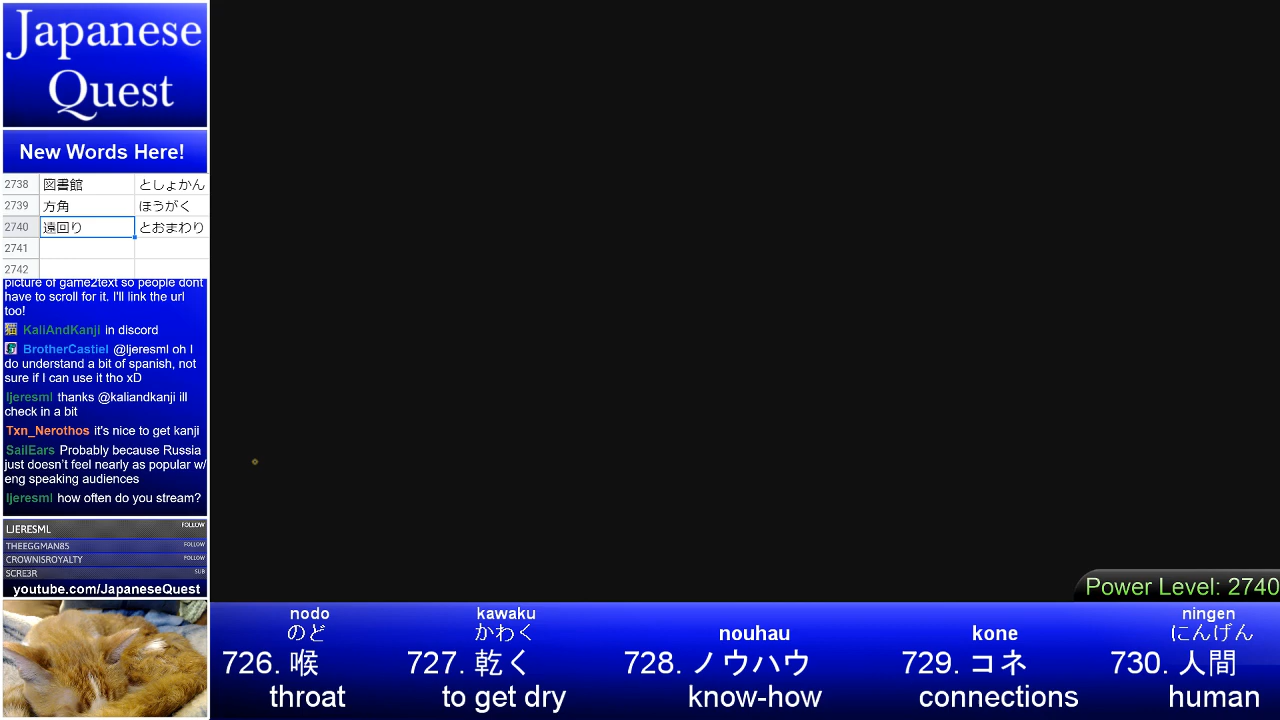 Japanese
Quest
New Words Here!
2738 図書館 としょかん
2739 方角 ほうがく
2740 遠回り とおまわり
2741
2742
picture of game2text so people dont
have to scroll for it. I'll link the url
too!
KaliAndKanji in discord
BrotherCastiel @ljeresml oh I
do understand a bit of spanish, not
sure if I can use it tho xD
ljeresml thanks @kaliandkanji ill
check in a bit
Txn_Nerothos it's nice to get kanji
SailEars Probably because Russia
just doesn't feel nearly as popular w/
eng speaking audiences
ljeresml how often do you stream?
LJERESML FOLLOW
THEEGGMAN85 FOLLOW
CROWNISROYALTY FOLLOW
SCRE3R SUB
youtube.com/JapaneseQuest
Power Level: 2740
nodo
のど
726. 喉
throat
kawaku
かわく
727. 乾く
to get dry
nouhau
728. ノウハウ
know-how
kone
729. コネ
connections
ningen
にんげん
730. 人間
human